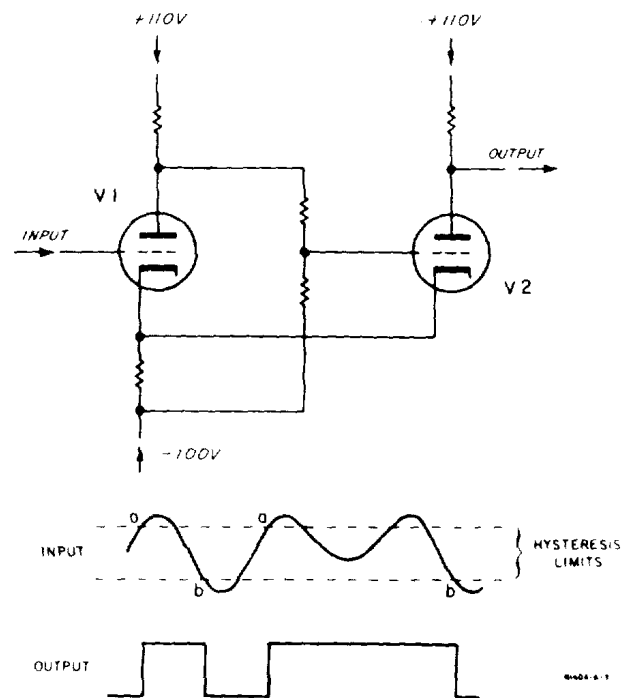 +110V
+110V
OUTPUT
V1
INPUT
V2
-100V
a
a
INPUT
HYSTERESIS
LIMITS
b
b
OUTPUT